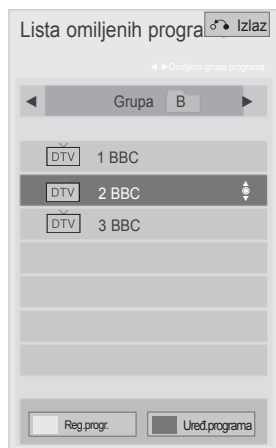 Lista omiljenih progra
Izlaz
◄ ►Omiljena grupa programa
◄ Grupa B ►
DTV 1 BBC
DTV 2 BBC
DTV 3 BBC
Reg.progr. Uređ.programa